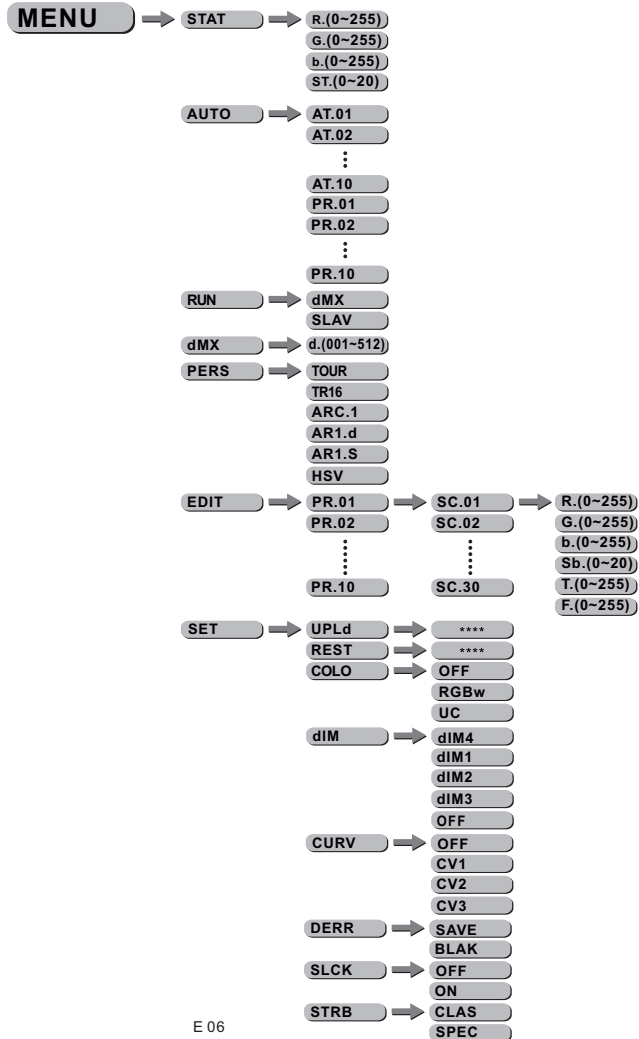 MENU STAT R.(0~255)
G.(0~255)
b.(0~255)
ST.(0~20)
AUTO AT.01
AT.02
AT.10
PR.01
PR.02
PR.10
RUN dMX
SLAV
dMX d.(001~512)
PERS TOUR
TR16
ARC.1
AR1.d
AR1.S
HSV
EDIT PR.01 SC.01 R.(0~255)
PR.02 SC.02 G.(0~255)
b.(0~255)
Sb.(0~20)
PR.10 SC.30 T.(0~255)
F.(0~255)
SET UPLd ****
REST ****
COLO OFF
RGBw
UC
dIM dIM4
dIM1
dIM2
dIM3
OFF
CURV OFF
CV1
CV2
CV3
DERR SAVE
BLAK
SLCK OFF
ON
STRB CLAS
SPEC
E 06